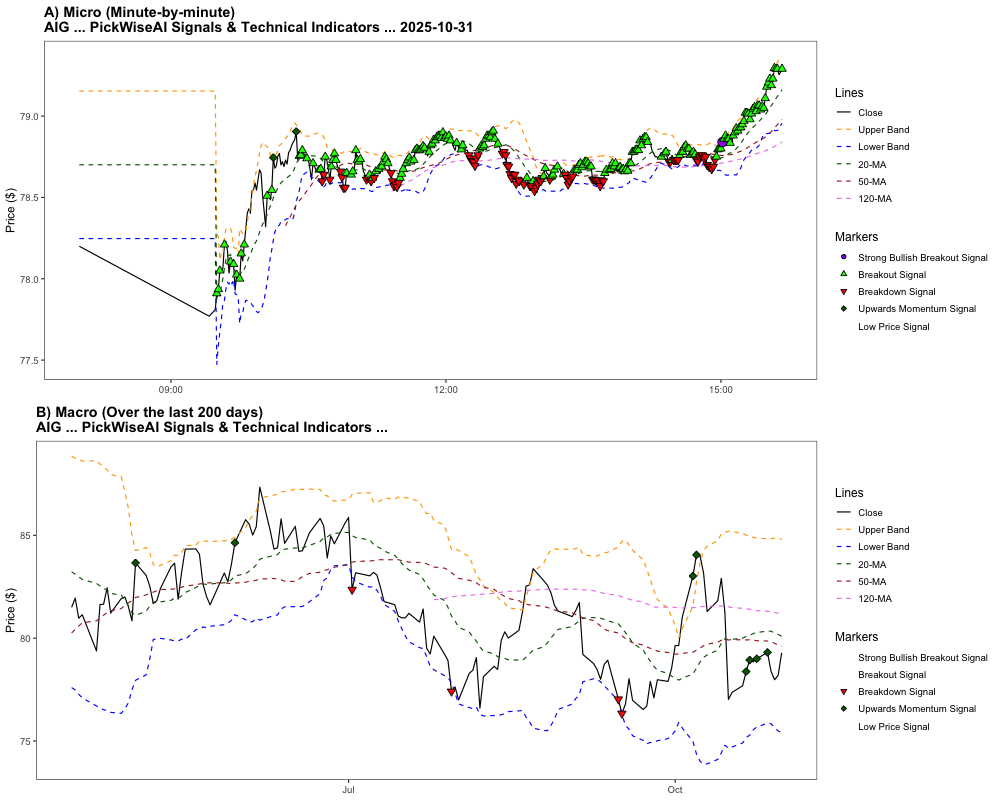 A) Micro (Minute-by-minute)
AIG ... PickWiseAI Signals & Technical Indicators ... 2025-10-31
Price ($)
79.0
78.5
78.0
77.5
09:00
12:00
15:00
Lines
Close
Upper Band
Lower Band
20-MA
50-MA
120-MA
Markers
Strong Bullish Breakout Signal
Breakout Signal
Breakdown Signal
Upwards Momentum Signal
Low Price Signal
B) Macro (Over the last 200 days)
AIG ... PickWiseAI Signals & Technical Indicators ...
Price ($)
85
80
75
Jul
Oct
Lines
Close
Upper Band
Lower Band
20-MA
50-MA
120-MA
Markers
Strong Bullish Breakout Signal
Breakout Signal
Breakdown Signal
Upwards Momentum Signal
Low Price Signal